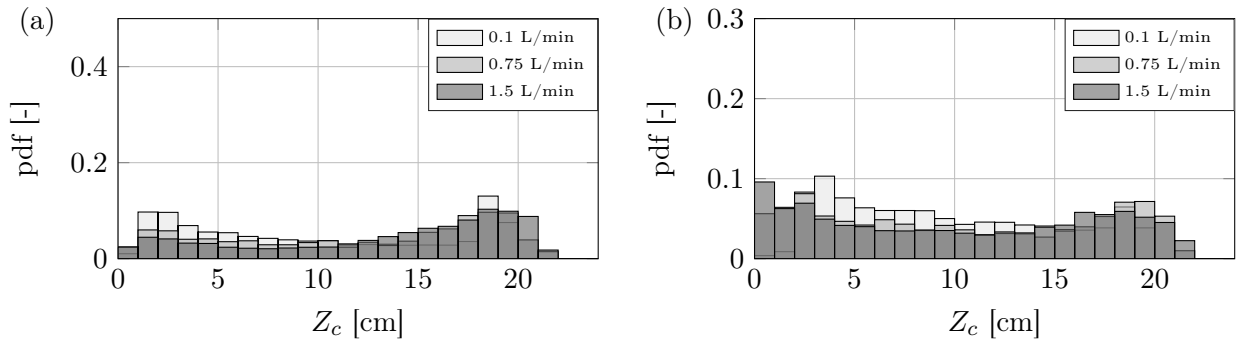 (a)
pdf [-]
0.4
0.2
0
0 5 10 15 20
Z_c [cm]
0.1 L/min
0.75 L/min
1.5 L/min
(b)
pdf [-]
0.3
0.2
0.1
0
0 5 10 15 20
Z_c [cm]
0.1 L/min
0.75 L/min
1.5 L/min